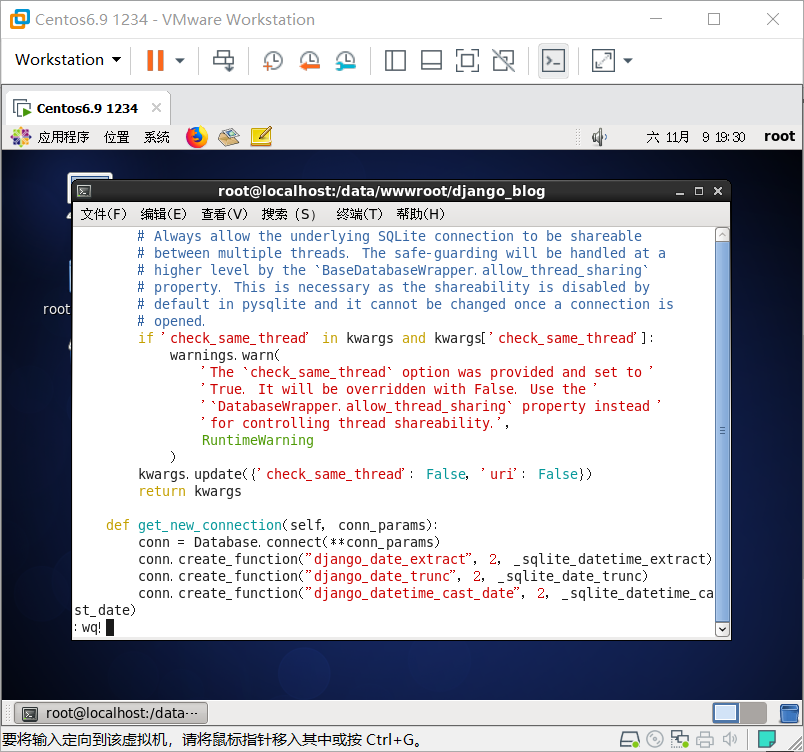 Centos6.9 1234 - VMware Workstation
Workstation
Centos6.9 1234
应用程序 位置 系统 六 11月 9 19:30 root
root@localhost:/data/wwwroot/django_blog
文件(F) 编辑(E) 查看(V) 搜索 (S) 终端(T) 帮助(H)
# Always allow the underlying SQLite connection to be shareable
# between multiple threads. The safe-guarding will be handled at a
# higher level by the `BaseDatabaseWrapper.allow_thread_sharing`
root
# property. This is necessary as the shareability is disabled by
# default in pysqlite and it cannot be changed once a connection is
# opened.
if 'check_same_thread' in kwargs and kwargs['check_same_thread']:
warnings.warn(
'The `check_same_thread` option was provided and set to '
'True. It will be overridden with False. Use the '
'`DatabaseWrapper.allow_thread_sharing` property instead '
'for controlling thread shareability.',
RuntimeWarning
)
kwargs.update({'check_same_thread': False, 'uri': False})
return kwargs
def get_new_connection(self, conn_params):
conn = Database.connect(**conn_params)
conn.create_function("django_date_extract", 2, _sqlite_datetime_extract)
conn.create_function("django_date_trunc", 2, _sqlite_date_trunc)
conn.create_function("django_datetime_cast_date", 2, _sqlite_datetime_ca
st_date)
:wq!
root@localhost:/data-···
要将输入定向到该虚拟机，请将鼠标指针移入其中或按 Ctrl+G。